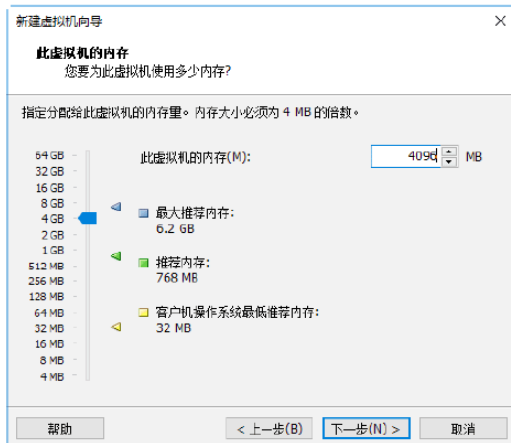 新建虚拟机向导
此虚拟机的内存
您要为此虚拟机使用多少内存?
指定分配给此虚拟机的内存量。内存大小必须为 4 MB 的倍数。
此虚拟机的内存(M): 4096 MB
64 GB
32 GB
16 GB
8 GB
4 GB
2 GB
1 GB
512 MB
256 MB
128 MB
64 MB
32 MB
16 MB
8 MB
4 MB
最大推荐内存:
6.2 GB
推荐内存:
768 MB
客户机操作系统最低推荐内存:
32 MB
帮助 < 上一步(B) 下一步(N) > 取消